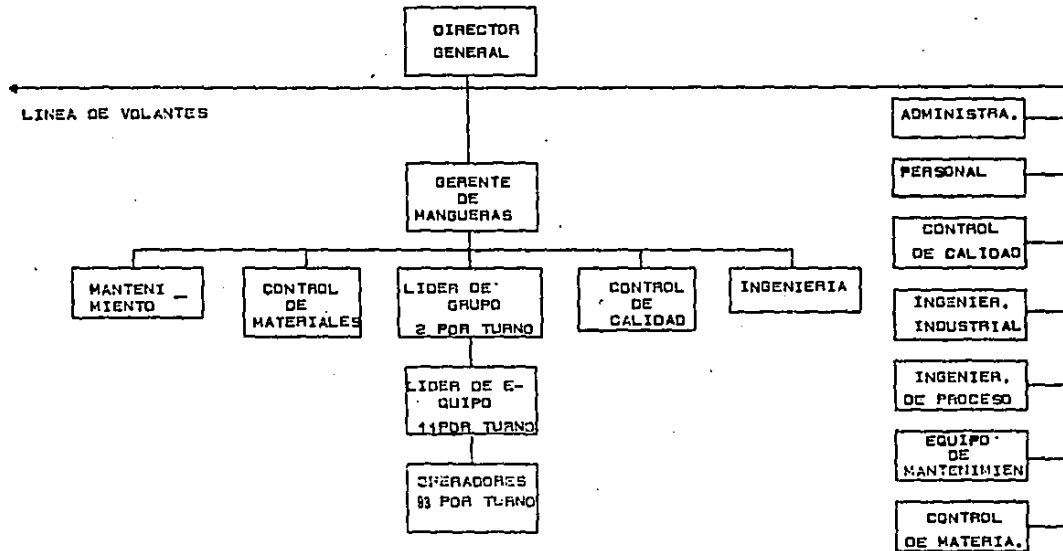 DIRECTOR
GENERAL
LINEA DE VOLANTES
GERENTE
DE
MANGUERAS
MANTENI_
MIENTO
CONTROL
DE
MATERIALES
LIDER DE
GRUPO
2 POR TURNO
CONTROL
DE
CALIDAD
INGENIERIA
LIDER DE E-
QUIPO
11 POR TURNO
OPERADORES
93 POR TURNO
ADMINISTRA.
PERSONAL
CONTROL
DE CALIDAD
INGENIER.
INDUSTRIAL
INGENIER.
DE PROCESO
EQUIPO
DE
MANTENIMIEN
CONTROL
DE MATERIA.